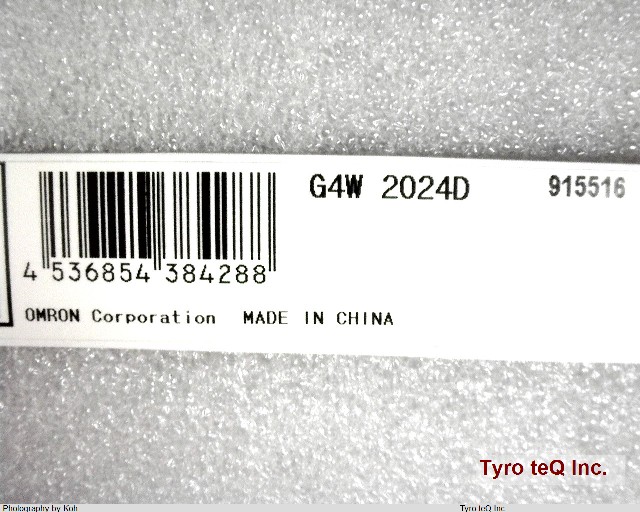 G4W 2024D 915516
4 536854 384288
OMRON Corporation MADE IN CHINA
Tyro teQ Inc.
Photography by Koh Tyro teQ Inc